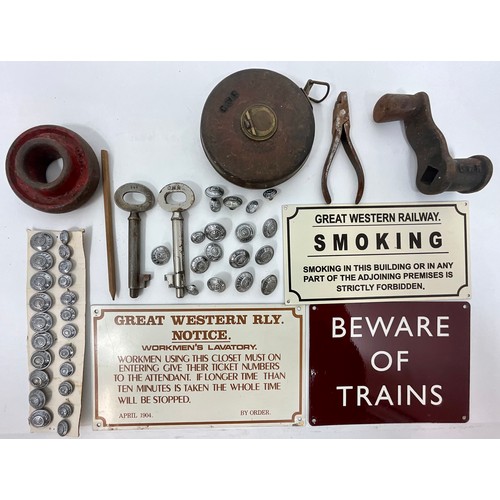 GREAT WESTERN RAILWAY.
SMOKING
SMOKING IN THIS BUILDING OR IN ANY
PART OF THE ADJOINING PREMISES IS
STRICTLY FORBIDDEN.
GREAT WESTERN RLY.
NOTICE.
WORKMEN'S LAVATORY.
WORKMEN USING THIS CLOSET MUST ON
ENTERING GIVE THEIR TICKET NUMBERS
TO THE ATTENDANT. IF LONGER TIME THAN
TEN MINUTES IS TAKEN THE WHOLE TIME
WILL BE STOPPED.
APRIL 1904. BY ORDER.
BEWARE
OF
TRAINS